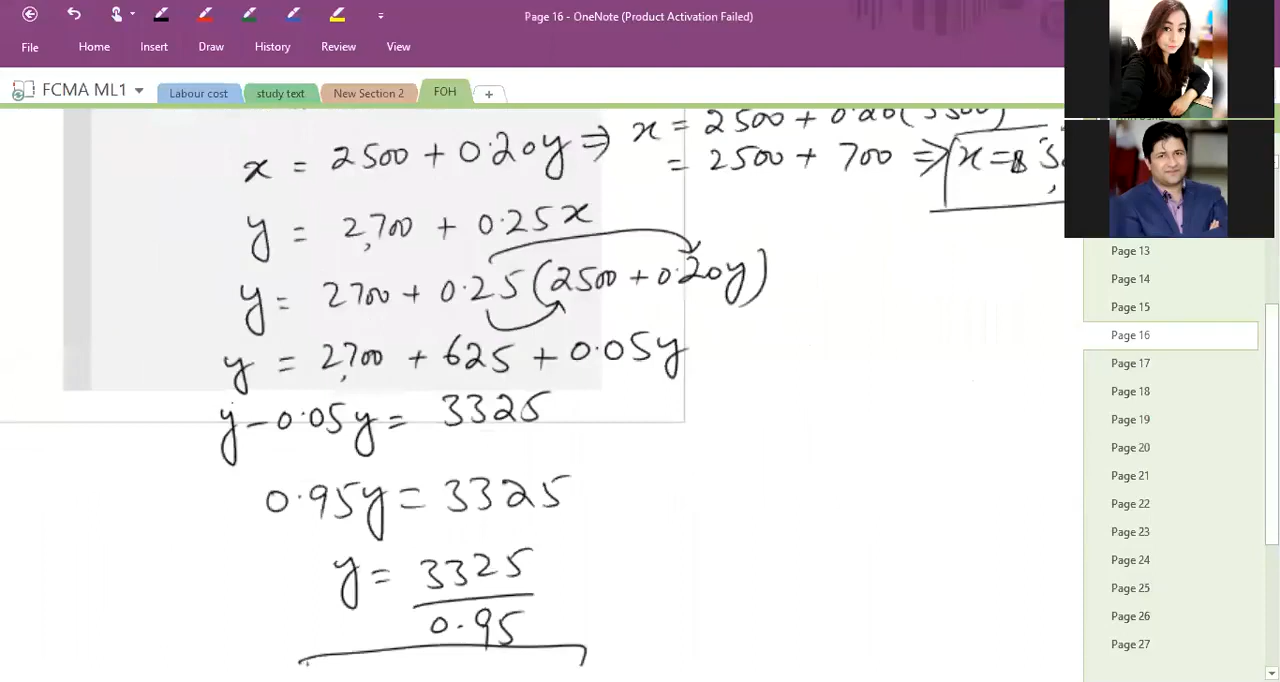 Page 16 - OneNote (Product Activation Failed)
File Home Insert Draw History Review View
FCMA ML1 Labour cost study text New Section 2 FOH
x = 2500 + 0.20y ⇒ x = 2500 + 0.20(3500)
= 2500 + 700 ⇒ x =
y = 2,700 + 0.25x
y = 2700 + 0.25(2500 + 0.20y)
y = 2,700 + 625 + 0.05y
y - 0.05y = 3325
0.95y = 3325
y = 3325
0.95
Page 13
Page 14
Page 15
Page 16
Page 17
Page 18
Page 19
Page 20
Page 21
Page 22
Page 23
Page 24
Page 25
Page 26
Page 27